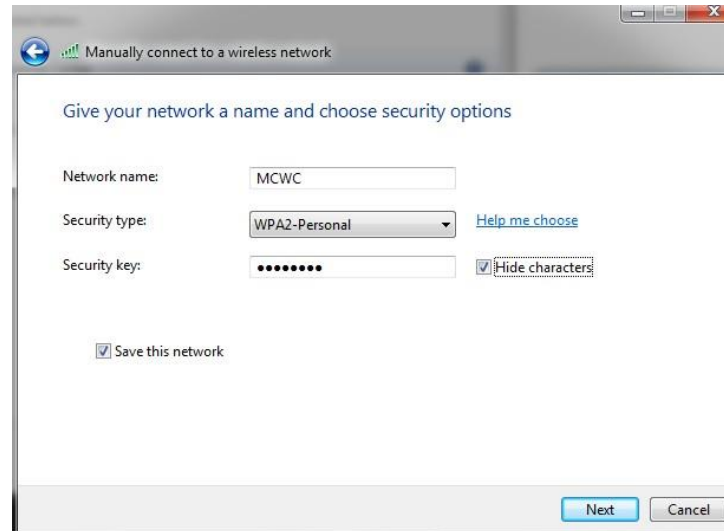 Manually connect to a wireless network
Give your network a name and choose security options
Network name: MCWC
Security type: WPA2-Personal Help me choose
Security key: •••••••• Hide characters
Save this network
Next Cancel